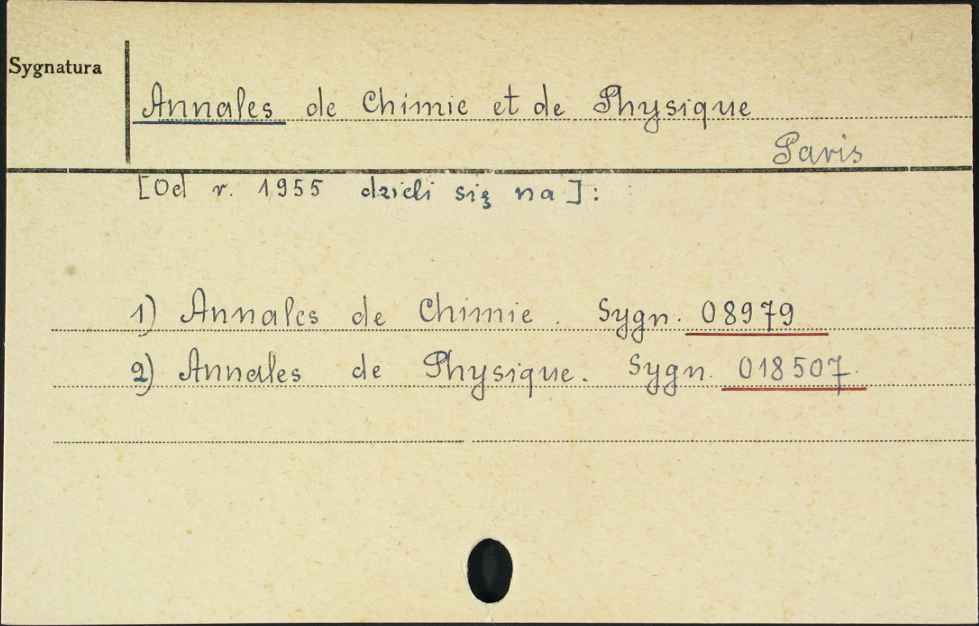 Sygnatura
Annales de Chimie et de Physique
Paris
[Od r. 1955 dzieli się na]:
1) Annales de Chimie. Sygn. 08979
2) Annales de Physique. Sygn. 018507.